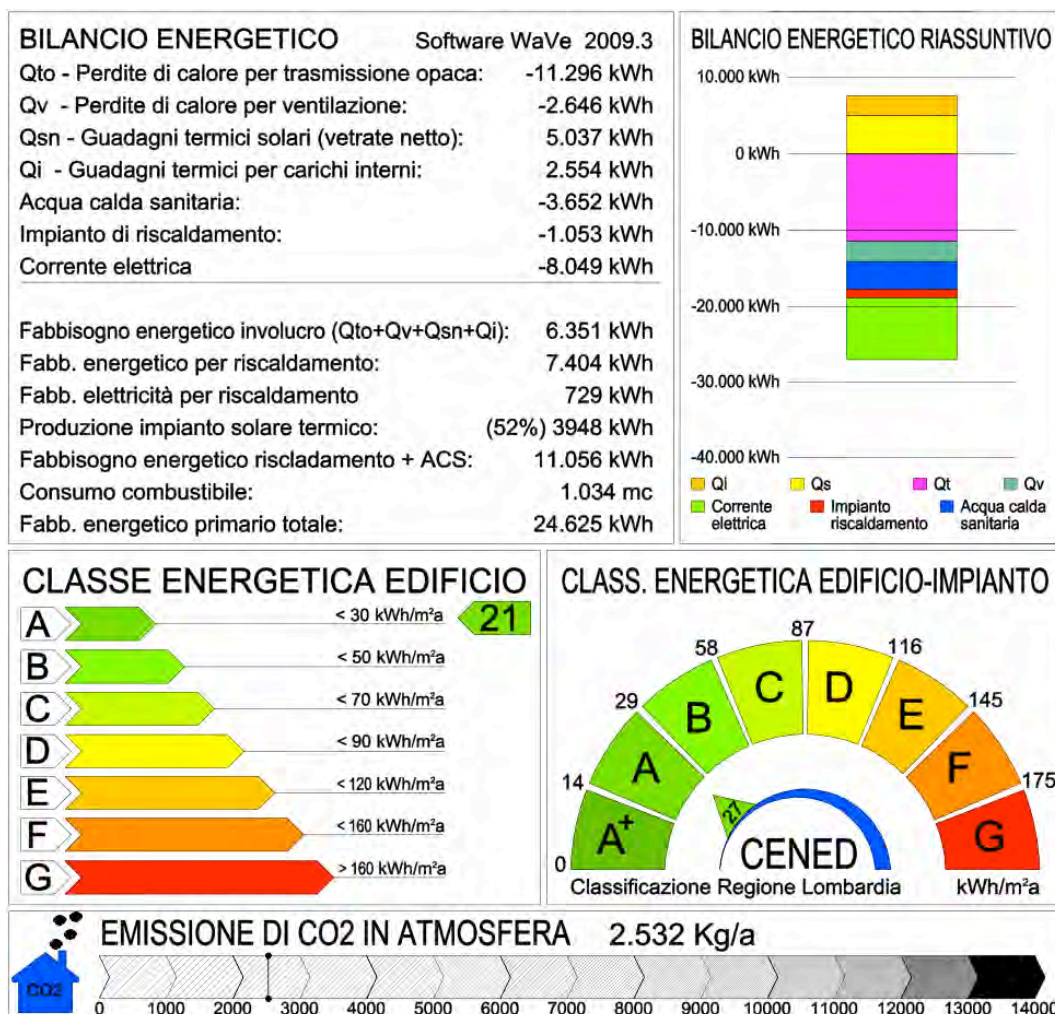 BILANCIO ENERGETICO Software WaVe 2009.3
Qto - Perdite di calore per trasmissione opaca: -11.296 kWh
Qv - Perdite di calore per ventilazione: -2.646 kWh
Qsn - Guadagni termici solari (vetrate netto): 5.037 kWh
Qi - Guadagni termici per carichi interni: 2.554 kWh
Acqua calda sanitaria: -3.652 kWh
Impianto di riscaldamento: -1.053 kWh
Corrente elettrica -8.049 kWh
Fabbisogno energetico involucro (Qto+Qv+Qsn+Qi): 6.351 kWh
Fabb. energetico per riscaldamento: 7.404 kWh
Fabb. elettricità per riscaldamento 729 kWh
Produzione impianto solare termico: (52%) 3948 kWh
Fabbisogno energetico riscladamento + ACS: 11.056 kWh
Consumo combustibile: 1.034 mc
Fabb. energetico primario totale: 24.625 kWh
BILANCIO ENERGETICO RIASSUNTIVO
10.000 kWh
0 kWh
-10.000 kWh
-20.000 kWh
-30.000 kWh
-40.000 kWh
Qi Qs Qt Qv
Corrente elettrica Impianto riscaldamento Acqua calda sanitaria
CLASSE ENERGETICA EDIFICIO
A < 30 kWh/m²a 21
B < 50 kWh/m²a
C < 70 kWh/m²a
D < 90 kWh/m²a
E < 120 kWh/m²a
F < 160 kWh/m²a
G > 160 kWh/m²a
CLASS. ENERGETICA EDIFICIO-IMPIANTO
0 14 29 58 87 116 145 175
A+ A B C D E F G
27
CENED
Classificazione Regione Lombardia kWh/m²a
EMISSIONE DI CO2 IN ATMOSFERA 2.532 Kg/a
CO2
0 1000 2000 3000 4000 5000 6000 7000 8000 9000 10000 11000 12000 13000 14000